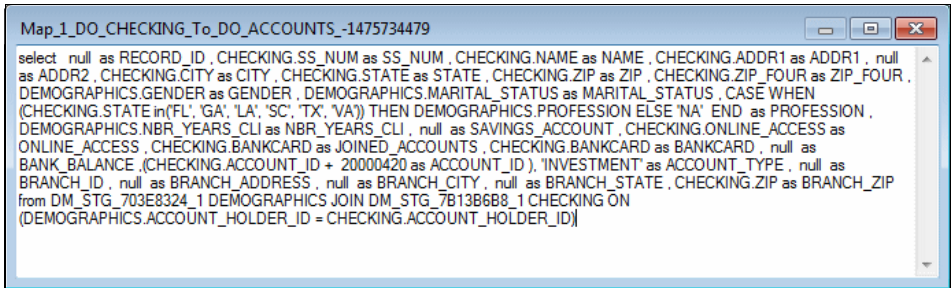 Map_1_DO_CHECKING_To_DO_ACCOUNTS_-1475734479
select null as RECORD_ID , CHECKING.SS_NUM as SS_NUM , CHECKING.NAME as NAME , CHECKING.ADDR1 as ADDR1 , null
as ADDR2 , CHECKING.CITY as CITY , CHECKING.STATE as STATE , CHECKING.ZIP as ZIP , CHECKING.ZIP_FOUR as ZIP_FOUR ,
DEMOGRAPHICS.GENDER as GENDER , DEMOGRAPHICS.MARITAL_STATUS as MARITAL_STATUS , CASE WHEN
(CHECKING.STATE in('FL', 'GA', 'LA', 'SC', 'TX', 'VA')) THEN DEMOGRAPHICS.PROFESSION ELSE 'NA' END as PROFESSION ,
DEMOGRAPHICS.NBR_YEARS_CLI as NBR_YEARS_CLI , null as SAVINGS_ACCOUNT , CHECKING.ONLINE_ACCESS as
ONLINE_ACCESS , CHECKING.BANKCARD as JOINED_ACCOUNTS , CHECKING.BANKCARD as BANKCARD , null as
BANK_BALANCE ,(CHECKING.ACCOUNT_ID + 20000420 as ACCOUNT_ID ), 'INVESTMENT' as ACCOUNT_TYPE , null as
BRANCH_ID , null as BRANCH_ADDRESS , null as BRANCH_CITY , null as BRANCH_STATE , CHECKING.ZIP as BRANCH_ZIP
from DM_STG_703E8324_1 DEMOGRAPHICS JOIN DM_STG_7B13B6B8_1 CHECKING ON
(DEMOGRAPHICS.ACCOUNT_HOLDER_ID = CHECKING.ACCOUNT_HOLDER_ID)